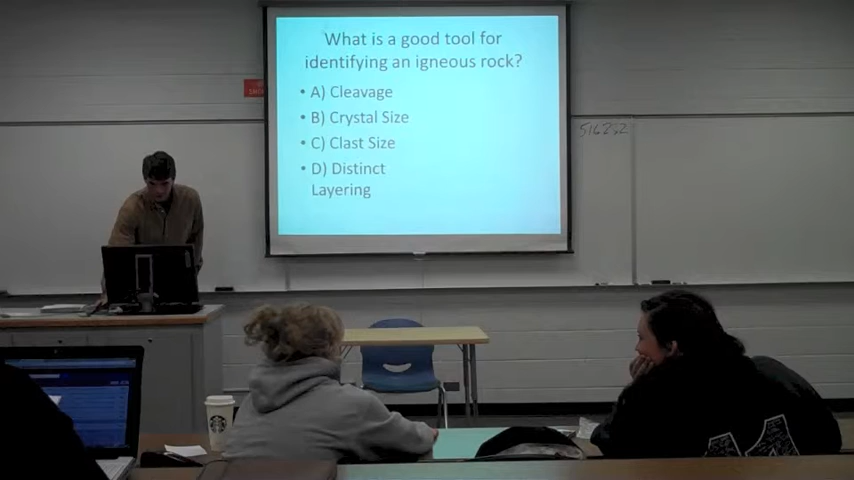 What is a good tool for
identifying an igneous rock?
• A) Cleavage
• B) Crystal Size
• C) Clast Size
• D) Distinct
Layering